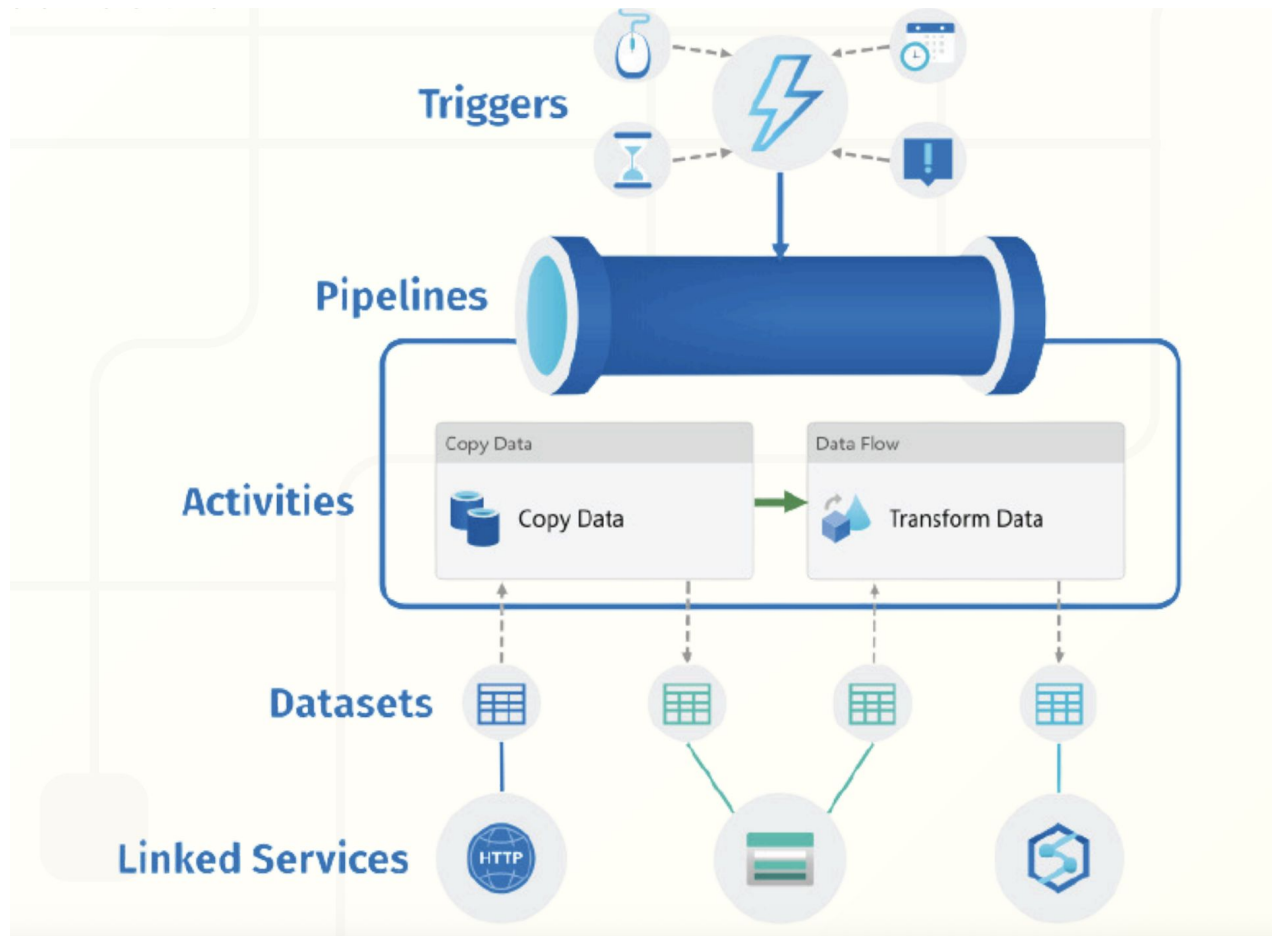 Triggers
Pipelines
Copy Data
Data Flow
Activities
Copy Data
Transform Data
Datasets
Linked Services
HTTP